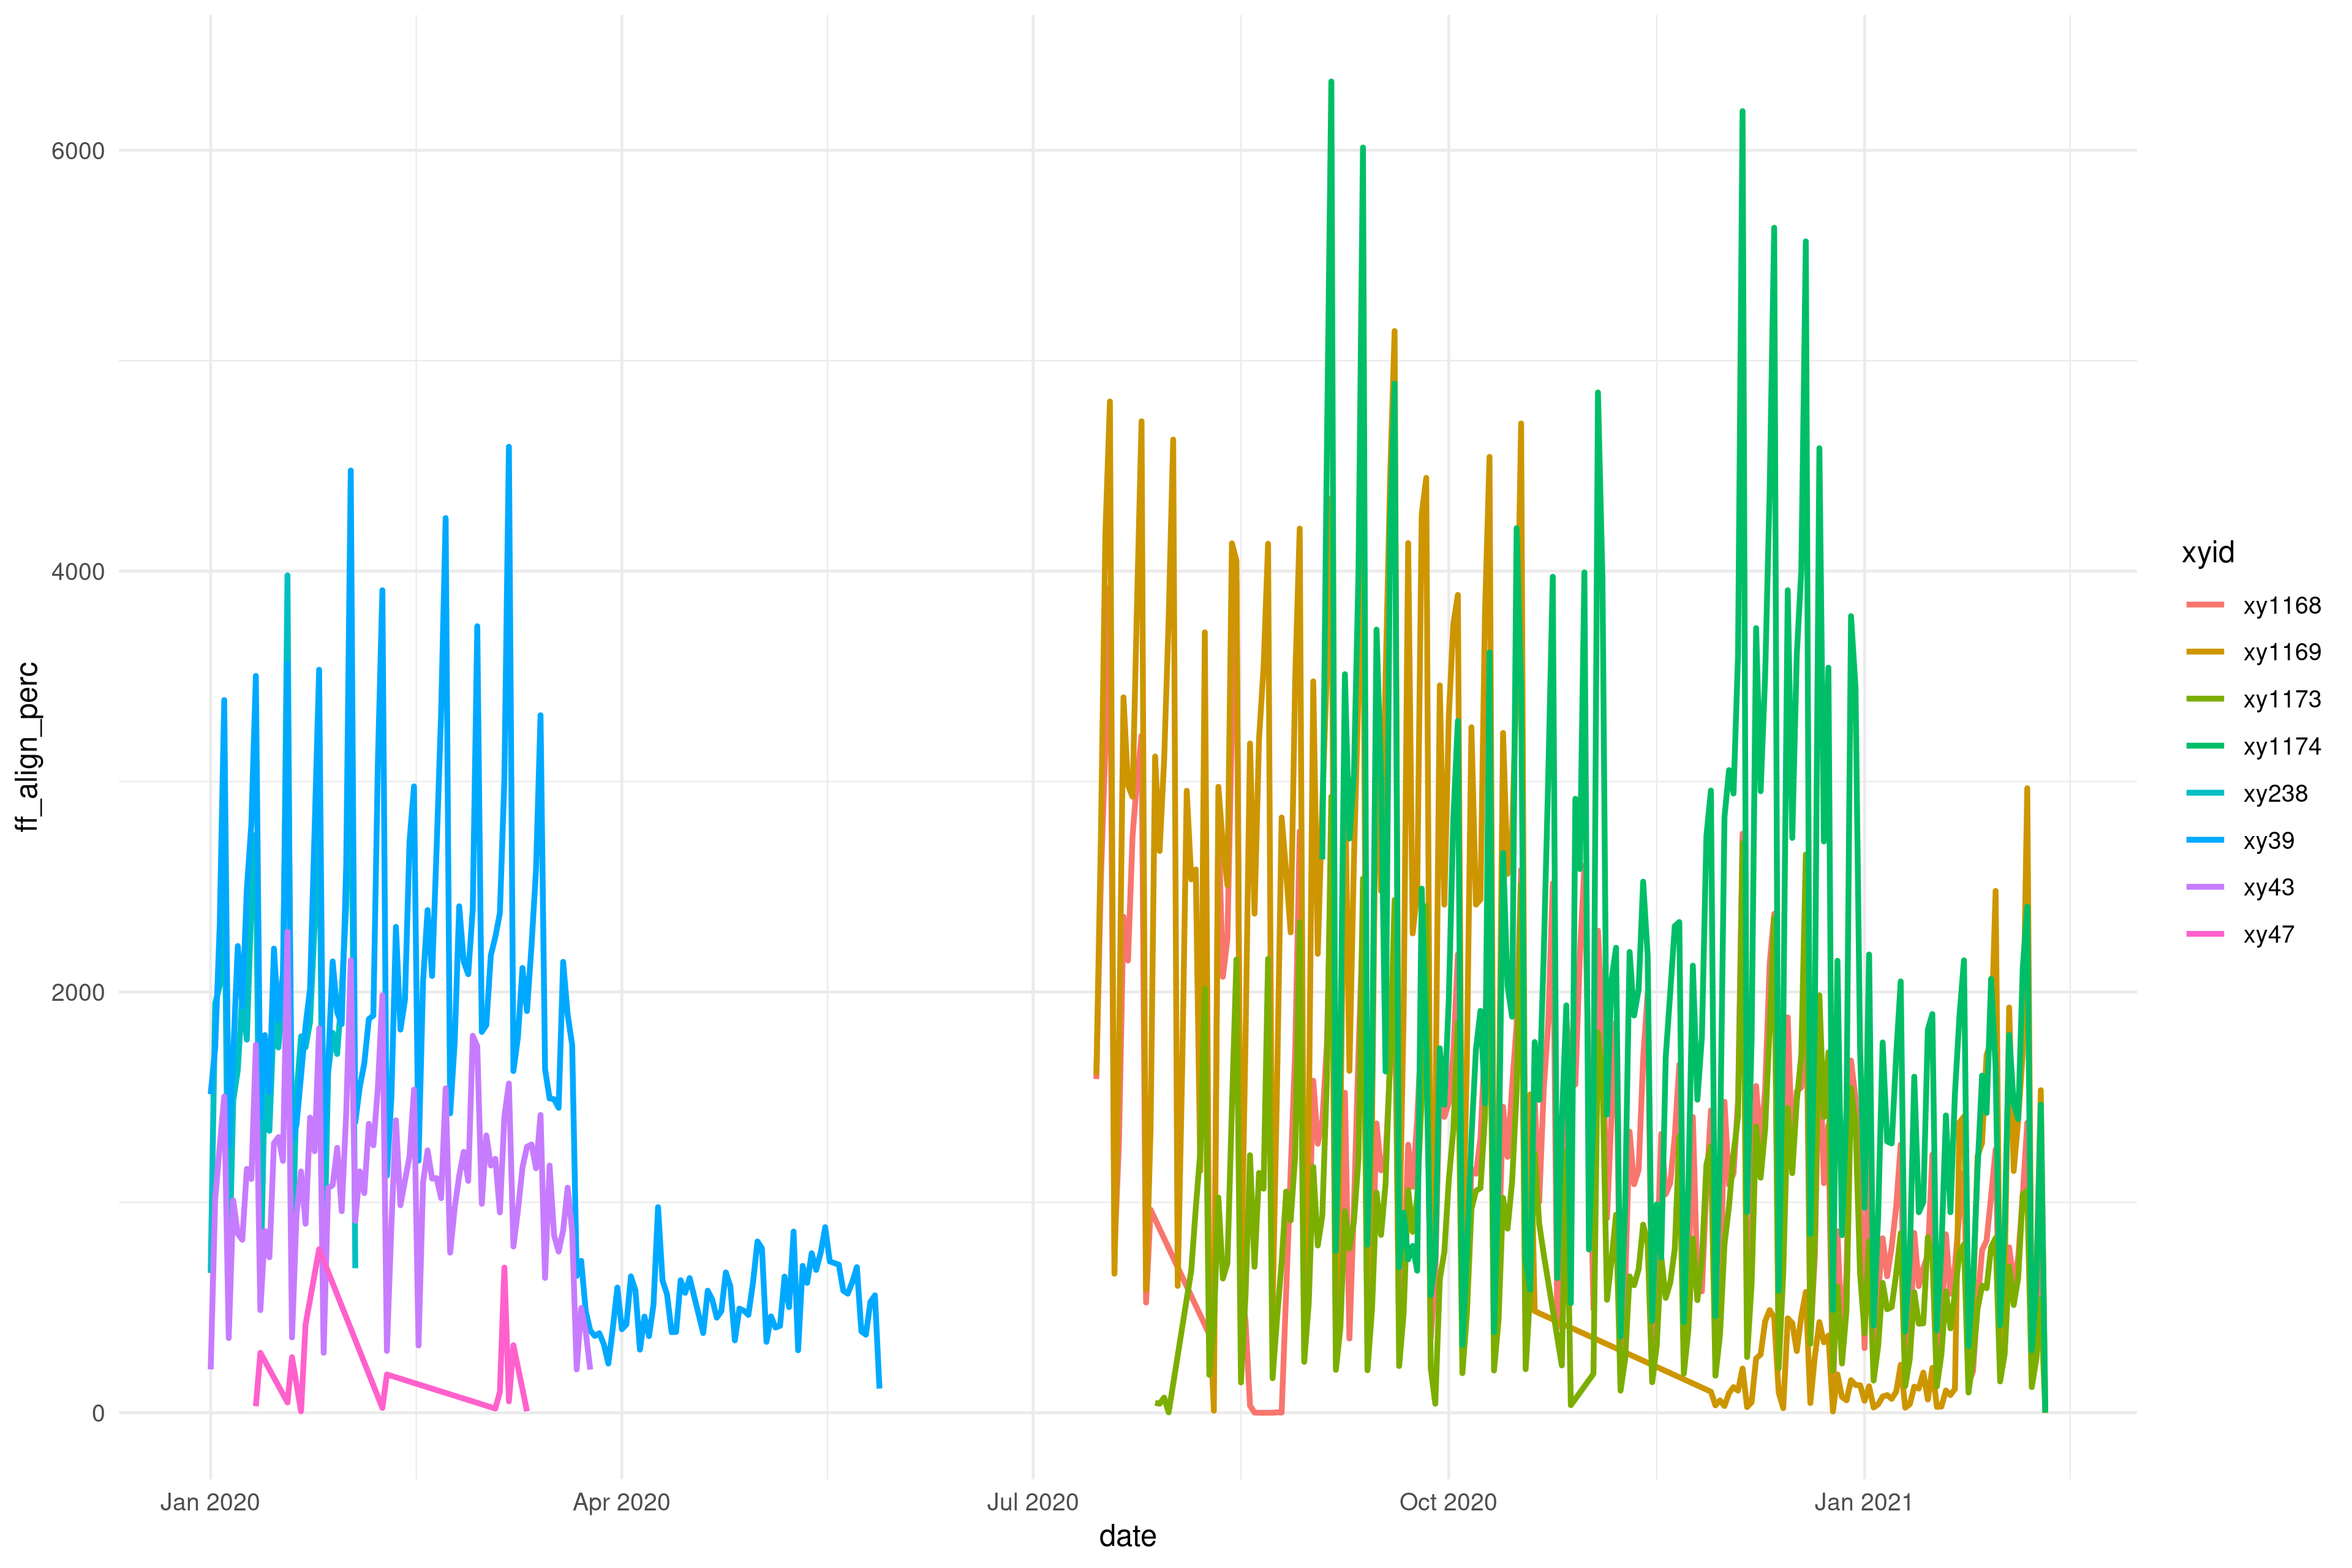 6000
4000
2000
0
ff_align_perc
Jan 2020
Apr 2020
Jul 2020
Oct 2020
Jan 2021
date
xyid
xy1168
xy1169
xy1173
xy1174
xy238
xy39
xy43
xy47